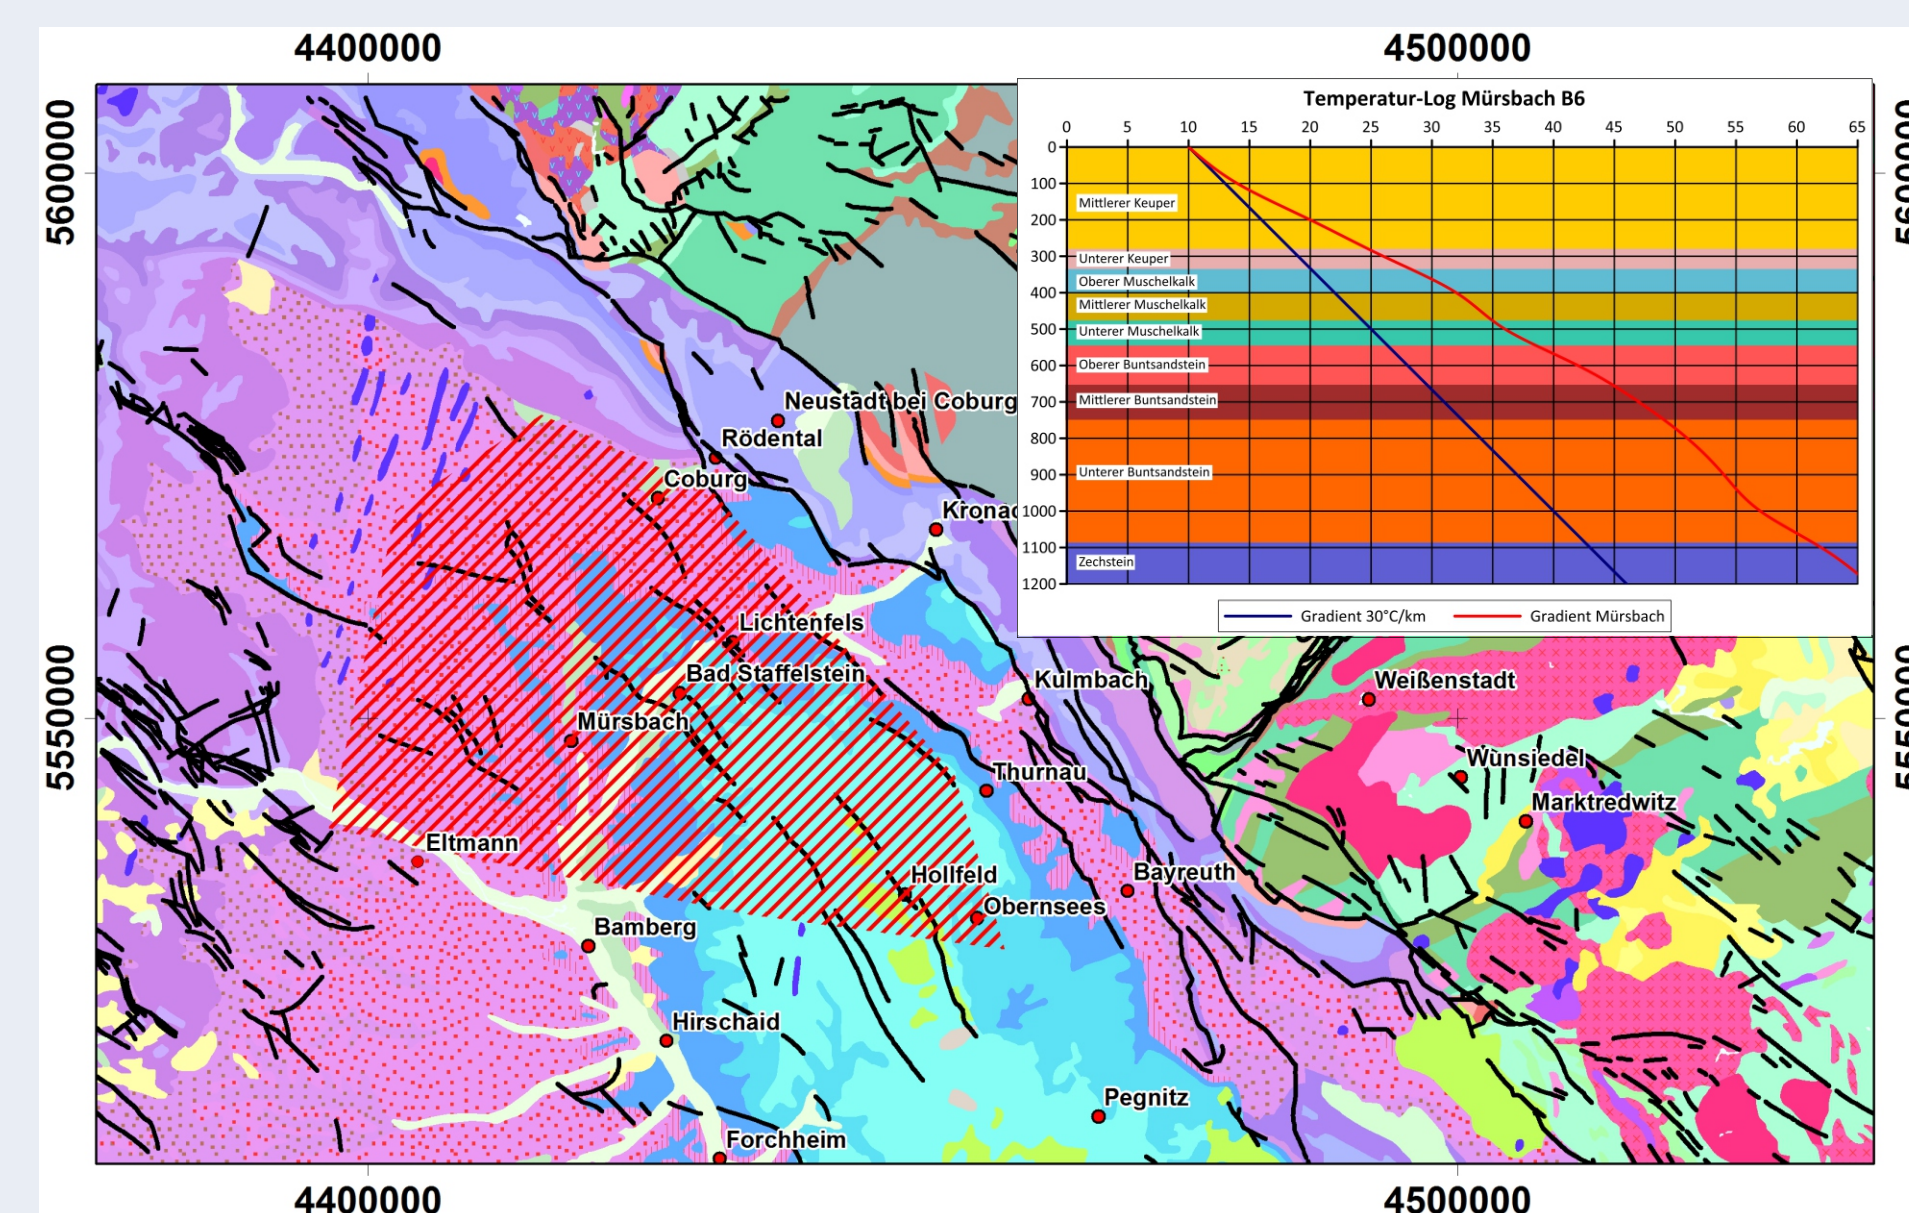 4400000
4500000
5600000
5600000
Temperatur-Log Mürsbach B6
0 5 10 15 20 25 30 35 40 45 50 55 60 65
0
100
200
300
400
500
600
700
800
900
1000
1100
1200
Mittlerer Keuper
Unterer Keuper
Oberer Muschelkalk
Mittlerer Muschelkalk
Unterer Muschelkalk
Oberer Buntsandstein
Mittlerer Buntsandstein
Unterer Buntsandstein
Zechstein
Gradient 30°C/km
Gradient Mürsbach
Neustadt bei Coburg
Rödental
Coburg
Kronac
Lichtenfels
Bad Staffelstein
Kulmbach
Weißenstadt
5550000
5550000
Mürsbach
Wunsiedel
Thurnau
Marktredwitz
Eltmann
Hollfeld
Bayreuth
Obernsees
Bamberg
Hirschaid
Pegnitz
Forchheim
4400000
4500000